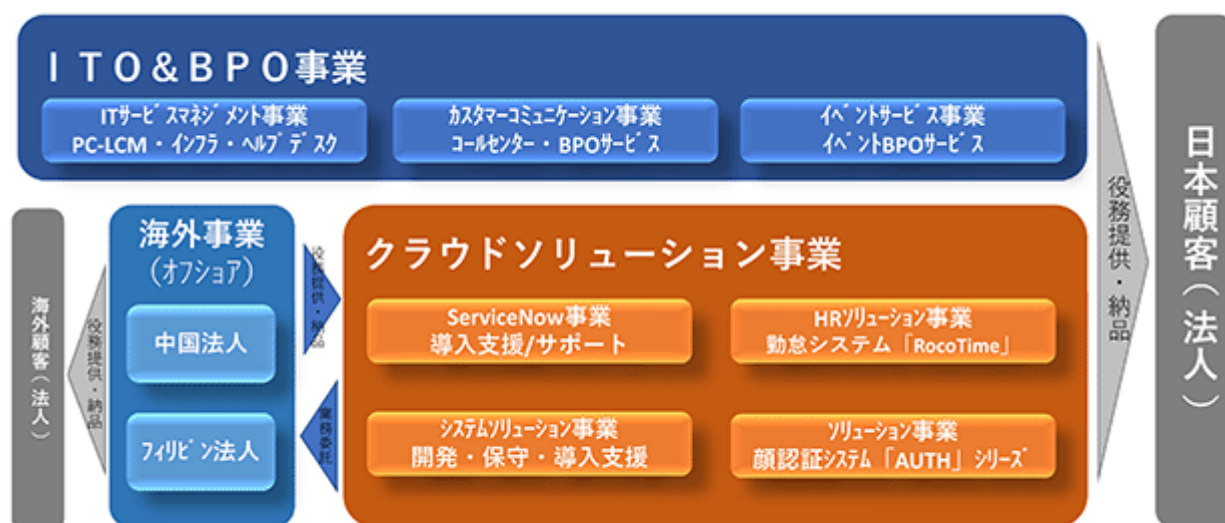 ＩＴＯ＆ＢＰＯ事業
ITｻｰﾋﾞｽﾏﾈｼﾞﾒﾝﾄ事業
PC-LCM・ｲﾝﾌﾗ・ﾍﾙﾌﾟﾃﾞｽｸ
ｶｽﾀﾏｰｺﾐｭﾆｹｰｼｮﾝ事業
ｺｰﾙｾﾝﾀｰ・BPOｻｰﾋﾞｽ
ｲﾍﾞﾝﾄｻｰﾋﾞｽ事業
ｲﾍﾞﾝﾄBPOｻｰﾋﾞｽ
役務提供・納品
日本顧客（法人）
海外顧客（法人）
役務提供・納品
海外事業
（ｵﾌｼｮｱ）
中国法人
ﾌｨﾘﾋﾟﾝ法人
役務提供・納品
業務委託
クラウドソリューション事業
ServiceNow事業
導入支援/サポート
HRｿﾘｭｰｼｮﾝ事業
勤怠システム「RocoTime」
ｼｽﾃﾑｿﾘｭｰｼｮﾝ事業
開発・保守・導入支援
ｿﾘｭｰｼｮﾝ事業
顔認証ｼｽﾃﾑ「AUTH」ｼﾘｰｽﾞ